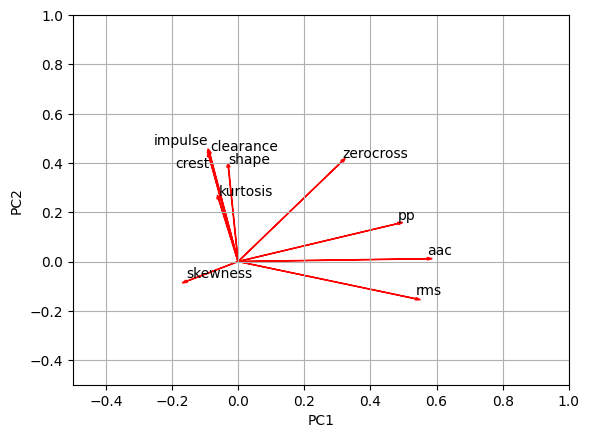 1.0
0.8
0.6
0.4
0.2
0.0
−0.2
−0.4
PC2
impulse
clearance
crest
shape
zerocross
kurtosis
pp
aac
skewness
rms
−0.4
−0.2
0.0
0.2
0.4
0.6
0.8
1.0
PC1